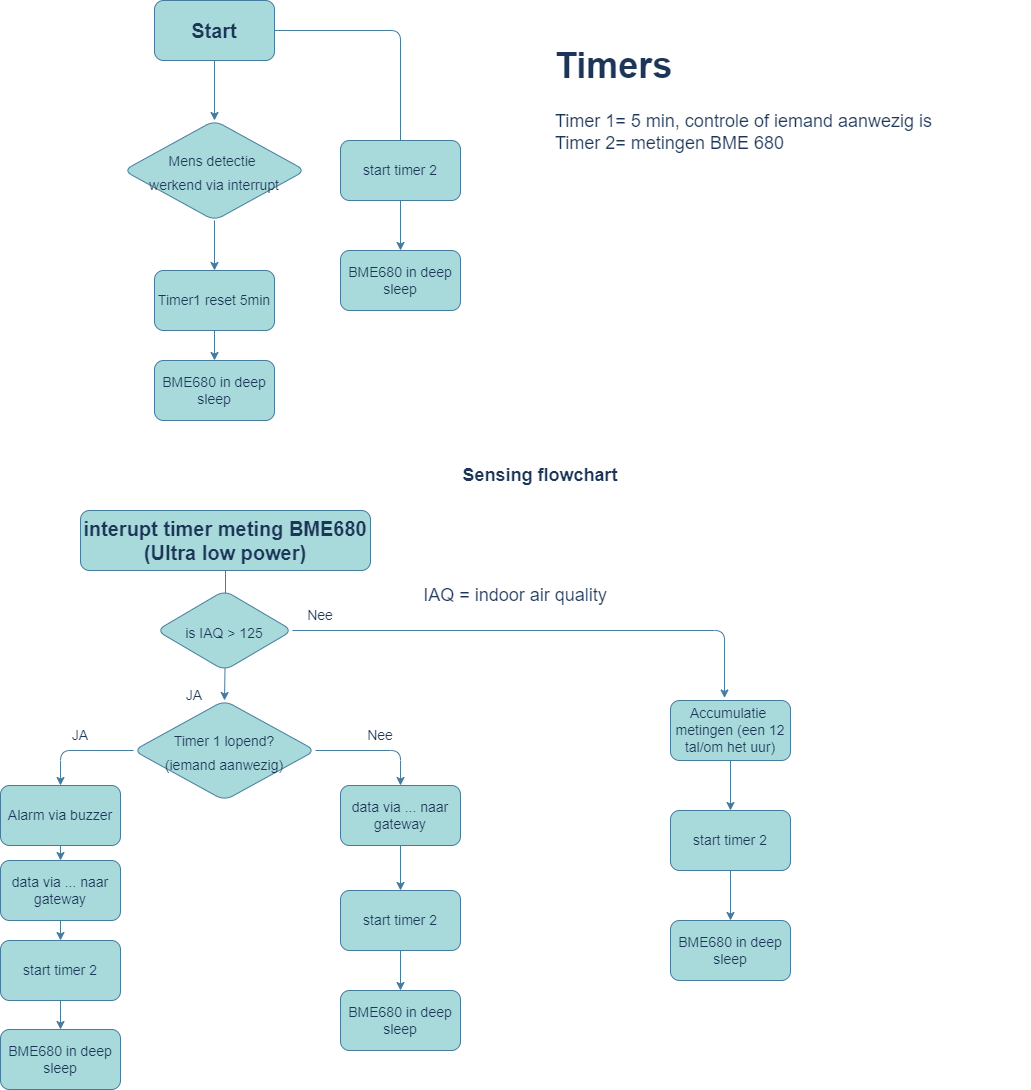 Start
Timers
Timer 1= 5 min, controle of iemand aanwezig is
Timer 2= metingen BME 680
Mens detectie
werkend via interrupt
start timer 2
BME680 in deep
sleep
Timer1 reset 5min
BME680 in deep
sleep
Sensing flowchart
interupt timer meting BME680
(Ultra low power)
IAQ = indoor air quality
Nee
is IAQ > 125
JA
Accumulatie
metingen (een 12
tal/om het uur)
JA
Timer 1 lopend?
(iemand aanwezig)
Nee
Alarm via buzzer
data via ... naar
gateway
start timer 2
data via ... naar
gateway
start timer 2
start timer 2
BME680 in deep
sleep
BME680 in deep
sleep
BME680 in deep
sleep